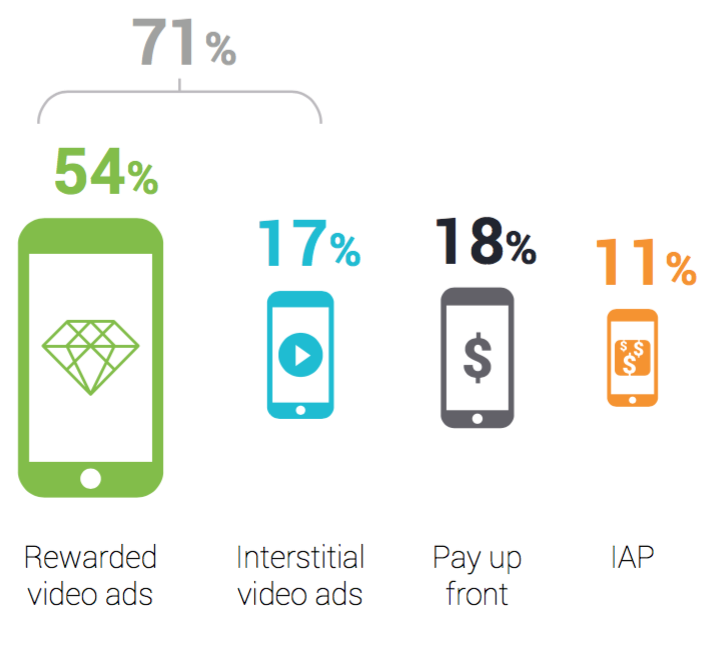 71%
54%
17%
18%
11%
$
$
$
$
Rewarded
video ads
Interstitial
video ads
Pay up
front
IAP